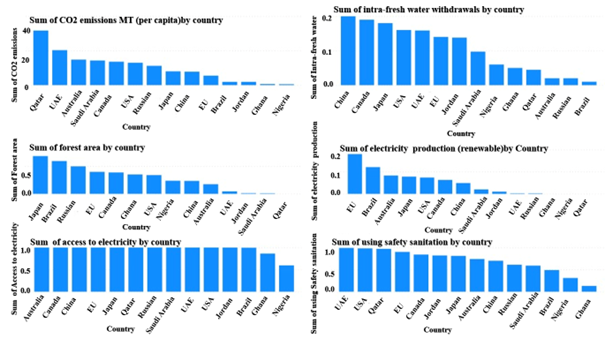 Sum of CO2 emissions MT (per capita)by country
Sum of CO2 emissions
40
20
0
Qatar
UAE
Australia
Saudi Arabia
Canada
USA
Russian
Japan
China
EU
Brazil
Jordan
Ghana
Nigeria
Country
Sum of intra-fresh water withdrawals by country
Sum of Intra-fresh water
0.2
0.1
0.0
China
Canada
Japan
USA
UAE
EU
Jordan
Saudi Arabia
Nigeria
Ghana
Qatar
Australia
Russian
Brazil
Country
Sum of forest area by country
Sum of Forest area
0.5
0.0
Japan
Brazil
Russian
EU
Canada
Ghana
USA
Nigeria
China
Australia
UAE
Jordan
Saudi Arabia
Qatar
Country
Sum of electricity production (renewable)by Country
Sum of electricity production
0.2
0.1
0.0
EU
Brazil
Australia
Japan
USA
Canada
China
Saudi Arabia
Jordan
UAE
Russian
Ghana
Nigeria
Qatar
Country
Sum of access to electricity by country
Sum of Access to electricity
1.0
0.5
0.0
Australia
Canada
China
EU
Japan
Qatar
Russian
Saudi Arabia
UAE
USA
Jordan
Brazil
Ghana
Nigeria
Country
Sum of using safety sanitation by country
Sum of using Safety sanitation
1.0
0.5
0.0
UAE
USA
Qatar
EU
Canada
Jordan
Japan
Australia
China
Russian
Saudi Arabia
Brazil
Nigeria
Ghana
Country